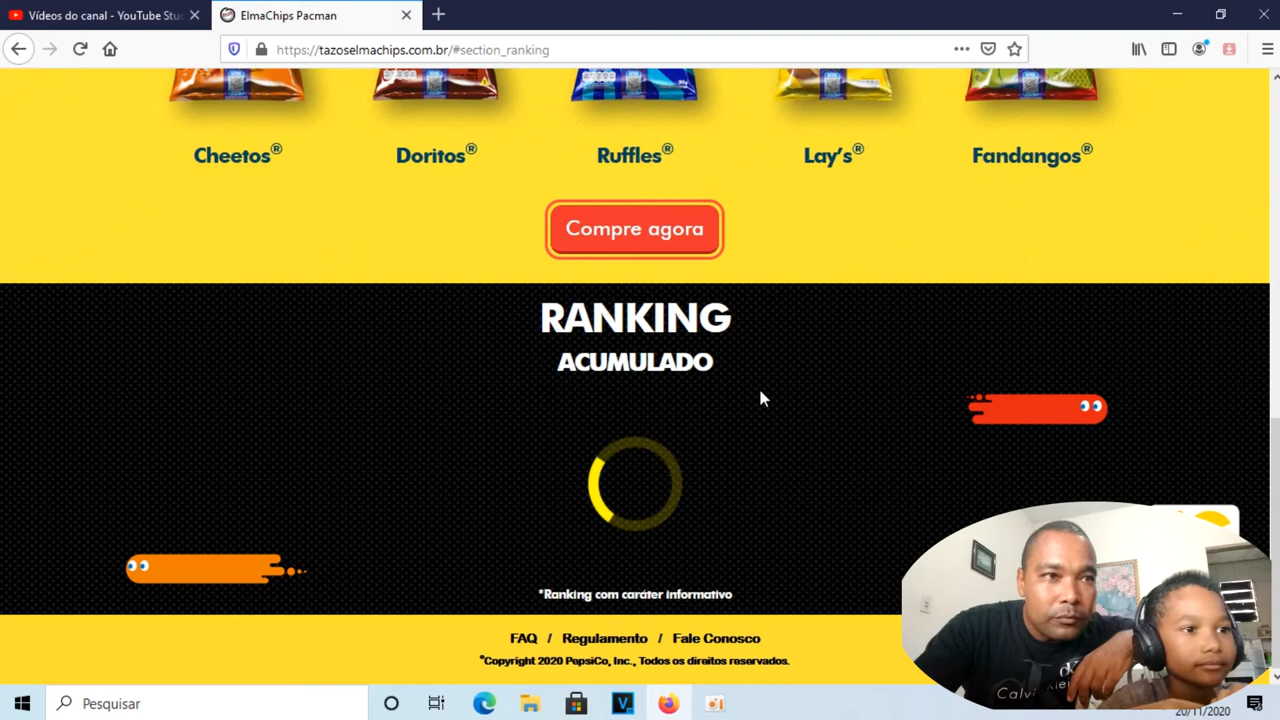 Vídeos do canal - YouTube Stu
ElmaChips Pacman
https://tazoselmachips.com.br/#section_ranking
Cheetos® Doritos® Ruffles® Lay's® Fandangos®
Compre agora
RANKING
ACUMULADO
*Ranking com caráter informativo
FAQ / Regulamento / Fale Conosco
®Copyright 2020 PepsiCo, Inc., Todos os direitos reservados.
Calvin Klein
Pesquisar
20/11/2020